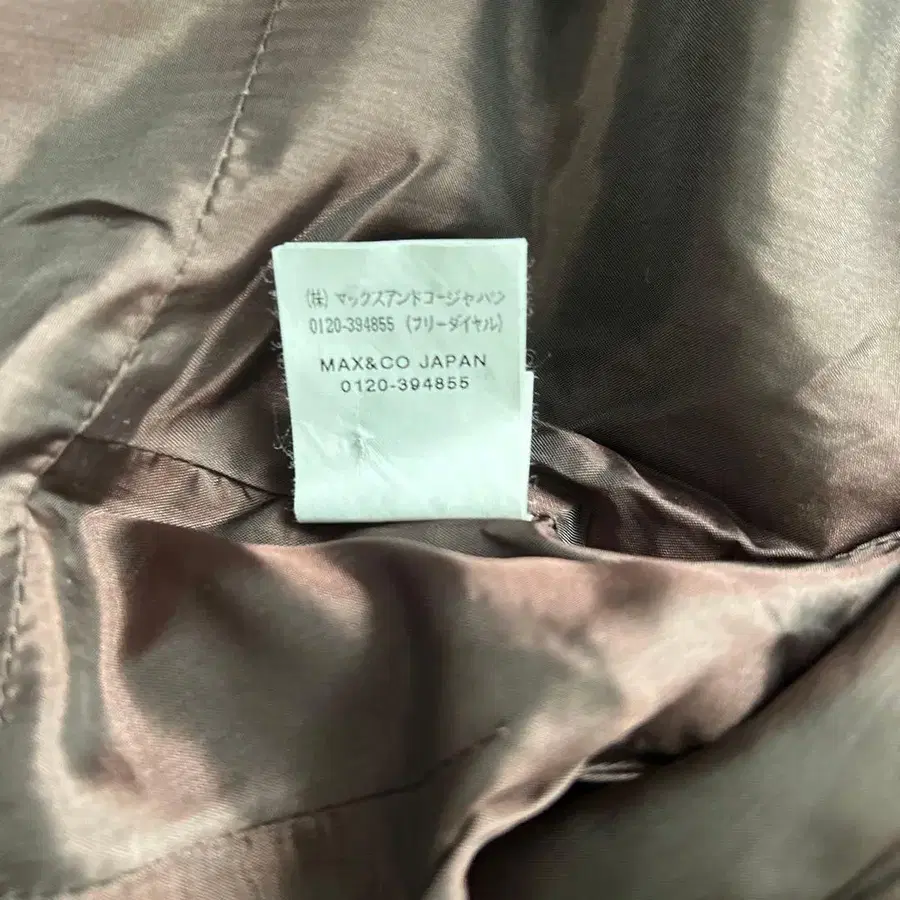 (株) マックスアンドコージャパン
0120-394855 (フリーダイヤル)
MAX&CO JAPAN
0120-394855